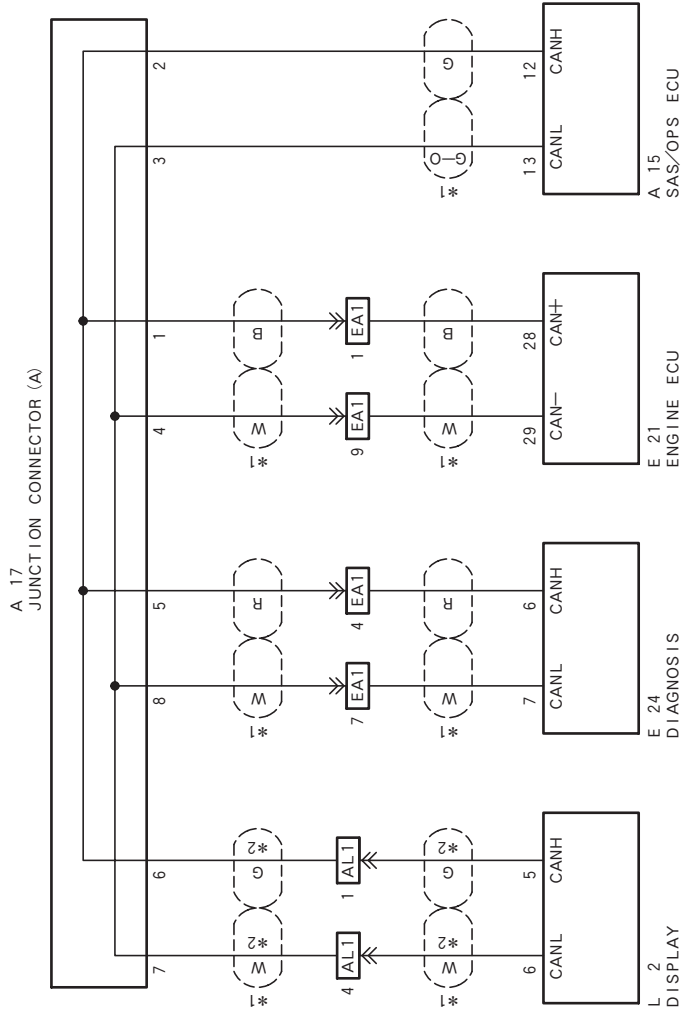 A 17
JUNCTION CONNECTOR (A)
7 6 8 5 4 1 3 2
*1 W *2 G *2
*1 W R
*1 W B
4 AL1 1 AL1
7 EA1 4 EA1
9 EA1 1 EA1
*1 W *2 G *2
*1 W R
*1 W B
*1 G-O G
6 5 7 6 29 28 13 12
CANL CANH
CANL CANH
CAN- CAN+
CANL CANH
L 2
DISPLAY
E 24
DIAGNOSIS
E 21
ENGINE ECU
A 15
SAS/OPS ECU